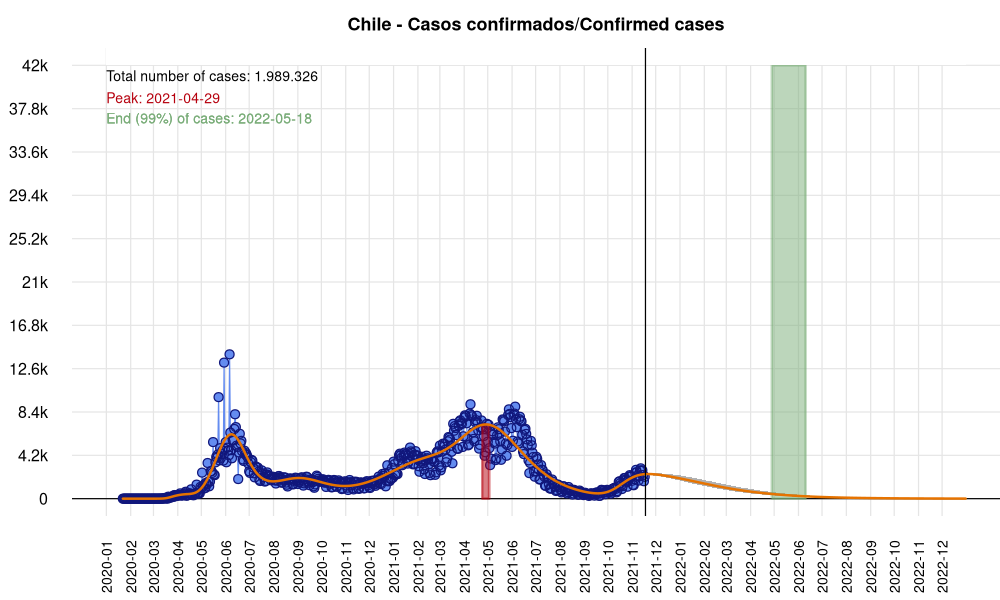 Chile - Casos confirmados/Confirmed cases
Total number of cases: 1.989.326
Peak: 2021-04-29
End (99%) of cases: 2022-05-18
42k
37.8k
33.6k
29.4k
25.2k
21k
16.8k
12.6k
8.4k
4.2k
0
2020-01
2020-02
2020-03
2020-04
2020-05
2020-06
2020-07
2020-08
2020-09
2020-10
2020-11
2020-12
2021-01
2021-02
2021-03
2021-04
2021-05
2021-06
2021-07
2021-08
2021-09
2021-10
2021-11
2021-12
2022-01
2022-02
2022-03
2022-04
2022-05
2022-06
2022-07
2022-08
2022-09
2022-10
2022-11
2022-12